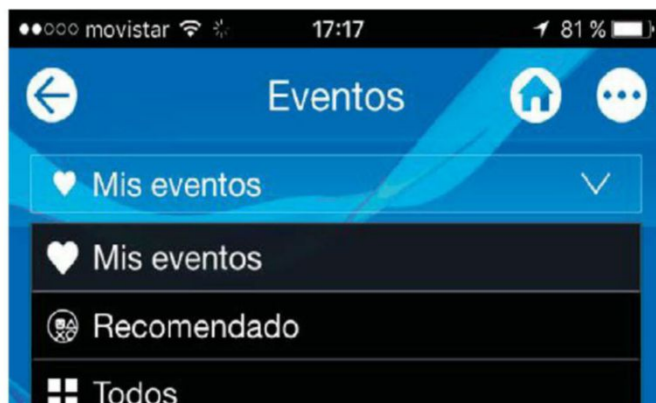 movistar 17:17 81 %
Eventos
Mis eventos
Mis eventos
Recomendado
Todos